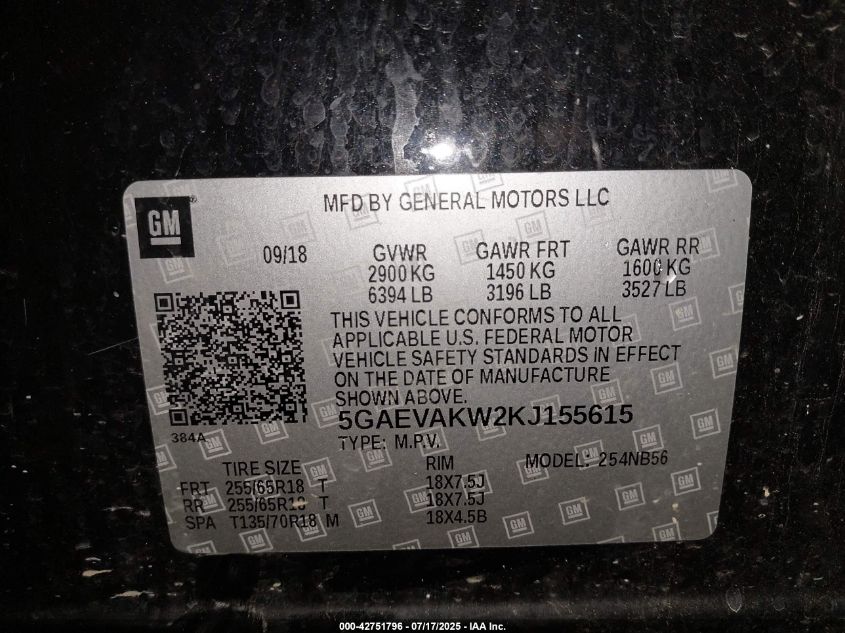 GM ®
MFD BY GENERAL MOTORS LLC
09/18 GVWR GAWR FRT GAWR RR
2900 KG 1450 KG 1600 KG
6394 LB 3196 LB 3527 LB
THIS VEHICLE CONFORMS TO ALL
APPLICABLE U.S. FEDERAL MOTOR
VEHICLE SAFETY STANDARDS IN EFFECT
ON THE DATE OF MANUFACTURE
SHOWN ABOVE.
5GAEVAKW2KJ155615
384A
TYPE: M.P.V.
TIRE SIZE RIM MODEL: 254NB56
FRT 255/65R18 T 18X7.5J
RR 255/65R18 T 18X7.5J
SPA T135/70R18 M 18X4.5B
000-42751796 - 07/17/2025 - IAA Inc.